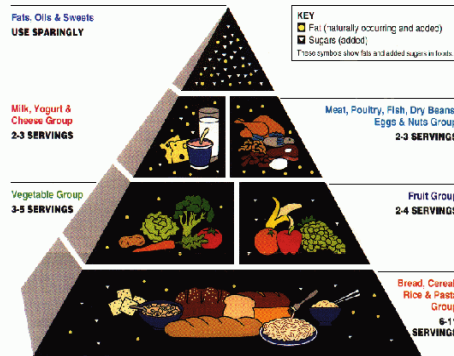 Fats, Oils & Sweets
USE SPARINGLY
KEY
Fat (naturally occurring and added)
Sugars (added)
These symbols show fats and added sugars in foods.
Milk, Yogurt &
Cheese Group
2-3 SERVINGS
Meat, Poultry, Fish, Dry Beans,
Eggs & Nuts Group
2-3 SERVINGS
Vegetable Group
3-5 SERVINGS
Fruit Group
2-4 SERVINGS
Bread, Cereal,
Rice & Pasta
Group
6-11
SERVINGS